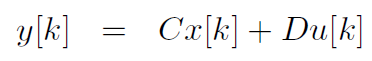 y[k] = Cx[k] + Du[k]